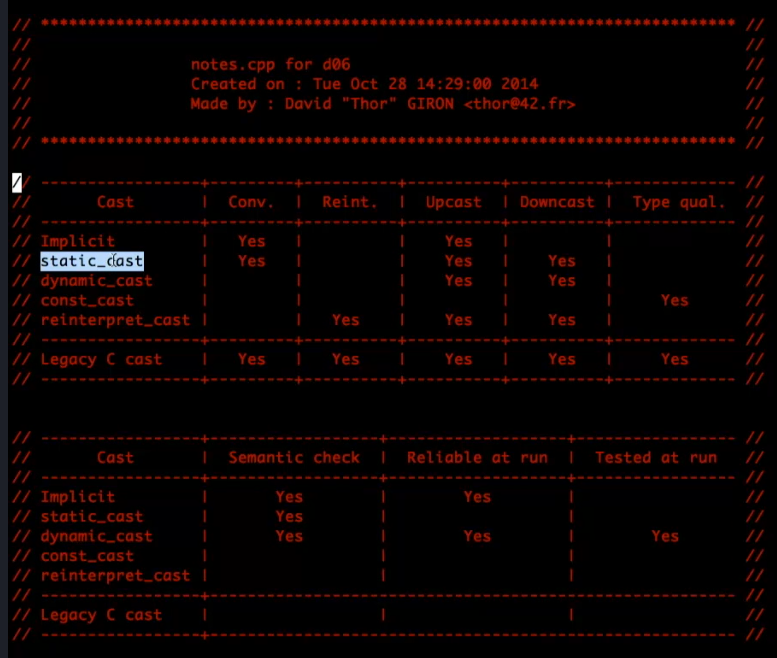 // ************************************************************************** //
//                                                                            //
//                notes.cpp for d06                                           //
//                Created on : Tue Oct 28 14:29:00 2014                       //
//                Made by : David "Thor" GIRON <thor@42.fr>                   //
//                                                                            //
// ************************************************************************** //

// -----------------+---------+----------+----------+----------+------------- //
//       Cast       |  Conv.  |  Reint.  |  Upcast  | Downcast |  Type qual.  //
// -----------------+---------+----------+----------+----------+------------- //
// Implicit         |   Yes   |          |   Yes    |          |              //
// static_cast      |   Yes   |          |   Yes    |   Yes    |              //
// dynamic_cast     |         |          |   Yes    |   Yes    |              //
// const_cast       |         |          |          |          |     Yes      //
// reinterpret_cast |         |   Yes    |   Yes    |   Yes    |              //
// -----------------+---------+----------+----------+----------+------------- //
// Legacy C cast    |   Yes   |   Yes    |   Yes    |   Yes    |     Yes      //
// -----------------+---------+----------+----------+----------+------------- //

// -----------------+------------------+-------------------+----------------- //
//       Cast       |  Semantic check  |  Reliable at run  |  Tested at run   //
// -----------------+------------------+-------------------+----------------- //
// Implicit         |       Yes        |        Yes        |                  //
// static_cast      |       Yes        |                   |                  //
// dynamic_cast     |       Yes        |        Yes        |        Yes       //
// const_cast       |                  |                   |                  //
// reinterpret_cast |                  |                   |                  //
// -----------------+-------------------------------------------------------- //
// Legacy C cast    |                  |                   |                  //
// -----------------+-------------------------------------------------------- //